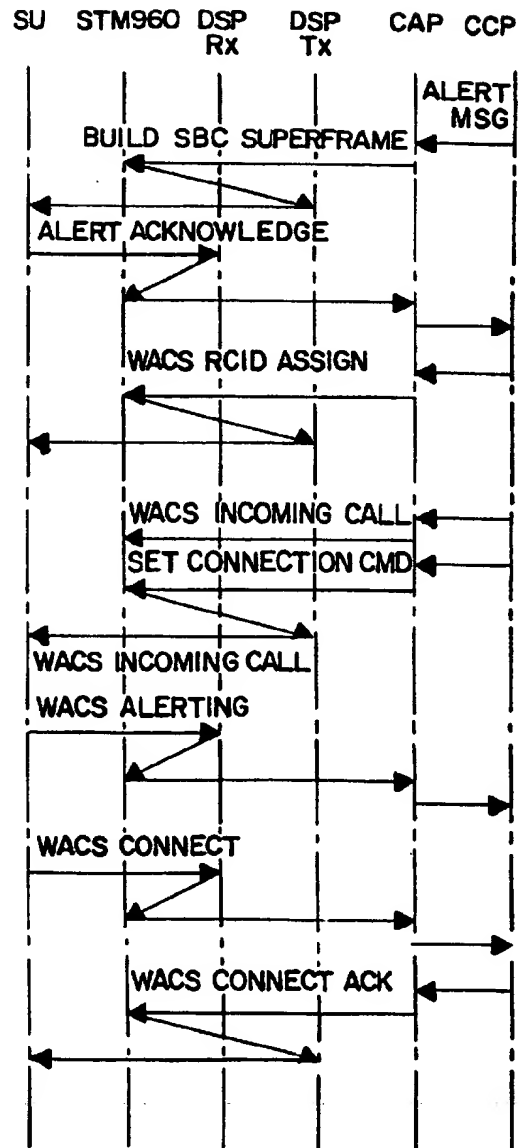 SU STM960 DSP Rx DSP Tx CAP CCP
ALERT MSG
BUILD SBC SUPERFRAME
ALERT ACKNOWLEDGE
WACS RCID ASSIGN
WACS INCOMING CALL
SET CONNECTION CMD
WACS INCOMING CALL
WACS ALERTING
WACS CONNECT
WACS CONNECT ACK